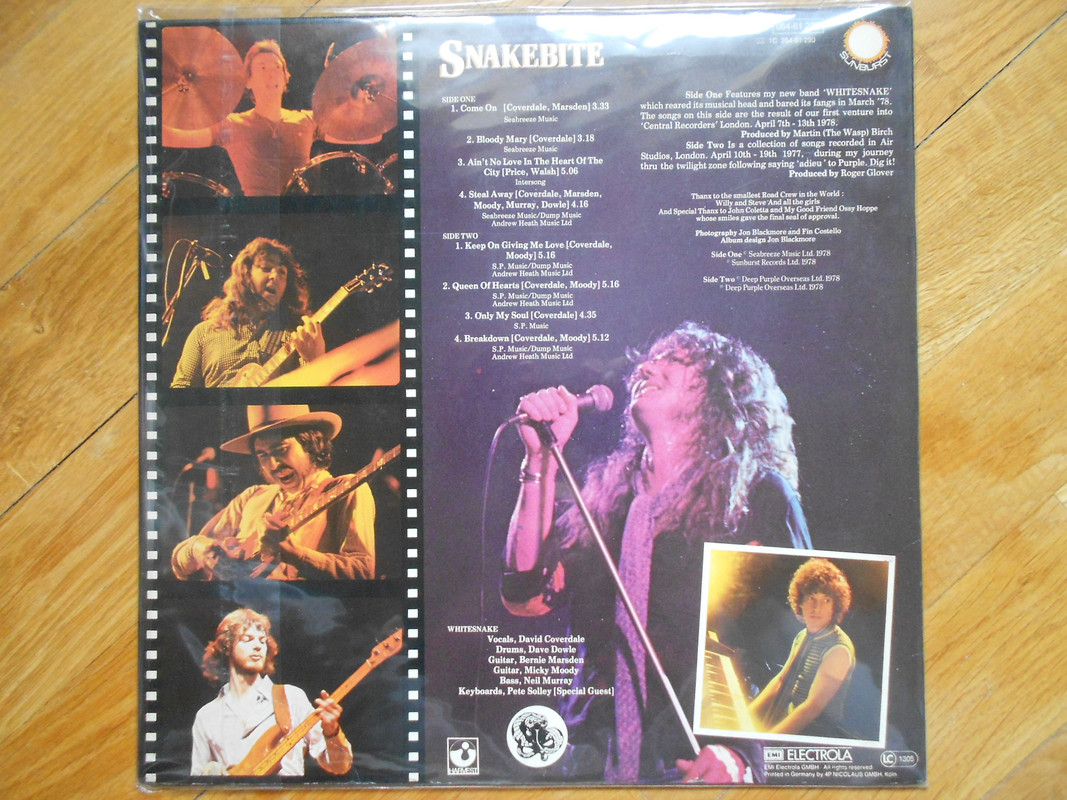 SNAKEBITE
SUNBURST
SIDE ONE
1. Come On [Coverdale, Marsden] 3.33
Seabreeze Music
2. Bloody Mary [Coverdale] 3.18
Seabreeze Music
3. Ain't No Love In The Heart Of The
City [Price, Walsh] 5.06
Intersong
4. Steal Away [Coverdale, Marsden,
Moody, Murray, Dowle] 4.16
Seabreeze Music/Dump Music
Andrew Heath Music Ltd
SIDE TWO
1. Keep On Giving Me Love [Coverdale,
Moody] 5.16
S.P. Music/Dump Music
Andrew Heath Music Ltd
2. Queen Of Hearts [Coverdale, Moody] 5.16
S.P. Music/Dump Music
Andrew Heath Music Ltd
3. Only My Soul [Coverdale] 4.35
S.P. Music
4. Breakdown [Coverdale, Moody] 5.12
S.P. Music/Dump Music
Andrew Heath Music Ltd
Side One Features my new band 'WHITESNAKE'
which reared its musical head and bared its fangs in March '78.
The songs on this side are the result of our first venture into
'Central Recorders' London. April 7th - 13th 1978.
Produced by Martin (The Wasp) Birch
Side Two Is a collection of songs recorded in Air
Studios, London. April 10th - 19th 1977, during my journey
thru the twilight zone following saying 'adieu' to Purple. Dig it!
Produced by Roger Glover
Thanx to the smallest Road Crew in the World :
Willy and Steve And all the girls
And Special Thanx to John Coletta and My Good Friend Ossy Hoppe
whose smiles gave the final seal of approval.
Photography Jon Blackmore and Fin Costello
Album design Jon Blackmore
Side One © Seabreeze Music Ltd. 1978
℗ Sunburst Records Ltd. 1978
Side Two © Deep Purple Overseas Ltd. 1978
℗ Deep Purple Overseas Ltd. 1978
WHITESNAKE
Vocals, David Coverdale
Drums, Dave Dowle
Guitar, Bernie Marsden
Guitar, Micky Moody
Bass, Neil Murray
Keyboards, Pete Solley [Special Guest]
HARVEST
EMI ELECTROLA
EMI Electrola GMBH All rights reserved.
Printed in Germany by 4P NICOLAUS GMBH, Köln
LC 1305